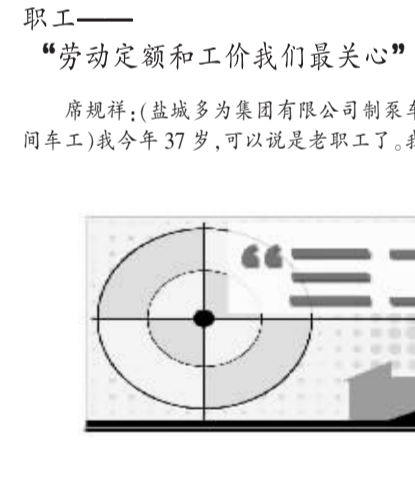 职工——
“劳动定额和工价我们最关心”
席规祥:(盐城多为集团有限公司制泵车
间车工)我今年 37 岁,可以说是老职工了。我